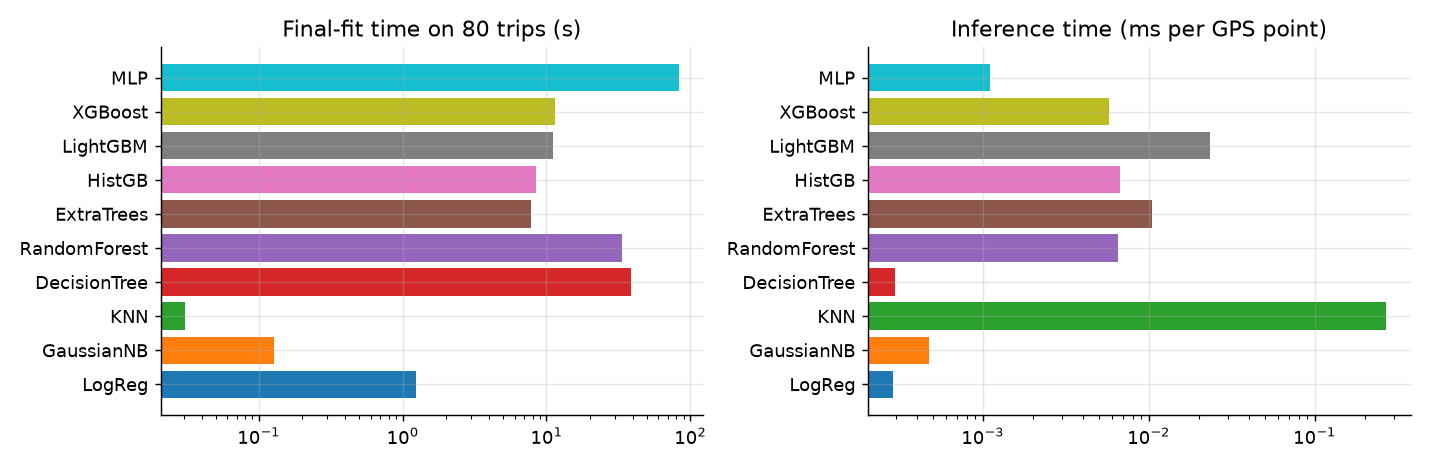 Final-fit time on 80 trips (s)
MLP
XGBoost
LightGBM
HistGB
ExtraTrees
RandomForest
DecisionTree
KNN
GaussianNB
LogReg
10⁻¹ 10⁰ 10¹ 10²
Inference time (ms per GPS point)
MLP
XGBoost
LightGBM
HistGB
ExtraTrees
RandomForest
DecisionTree
KNN
GaussianNB
LogReg
10⁻³ 10⁻² 10⁻¹